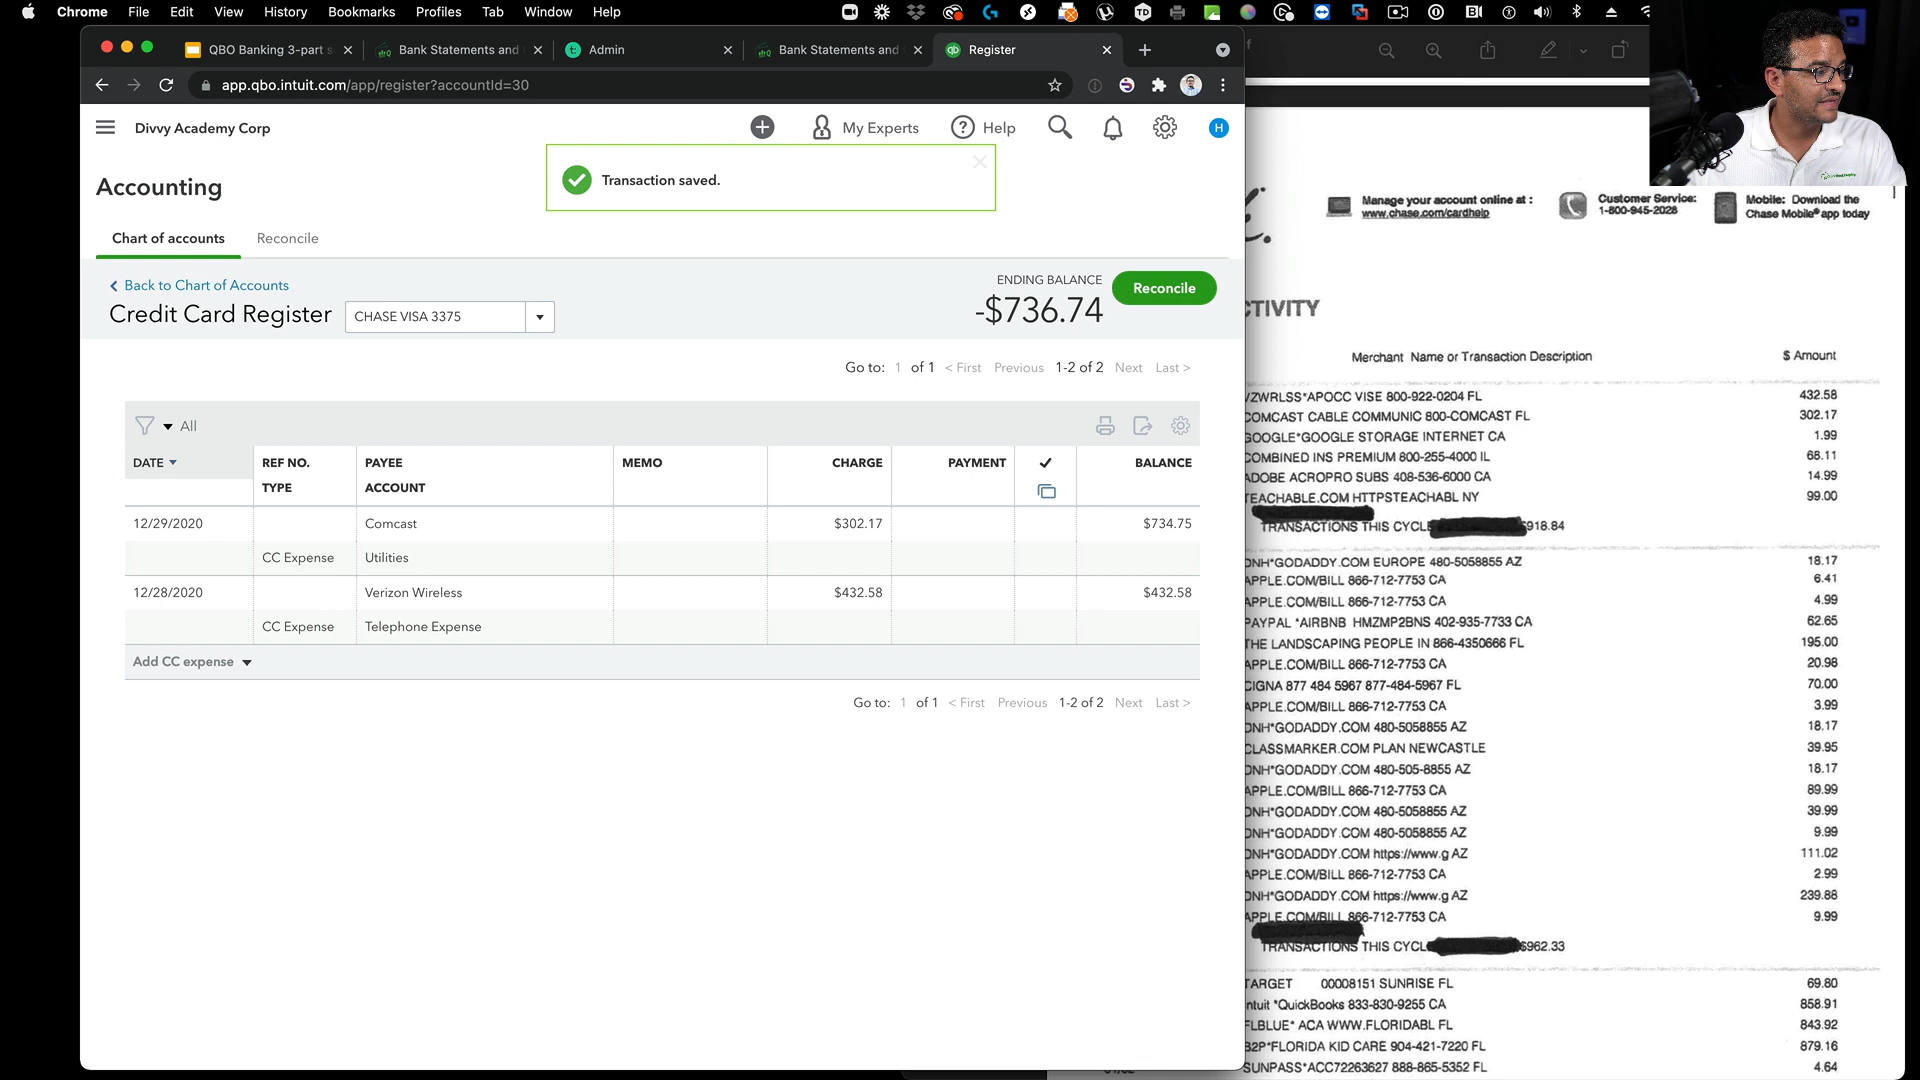 Chrome File Edit View History Bookmarks Profiles Tab Window Help
QBO Banking 3-part s
Bank Statements and
Admin
Bank Statements and
Register
app.qbo.intuit.com/app/register?accountId=30
Divvy Academy Corp
My Experts
Help
H
Transaction saved.
Accounting
Chart of accounts Reconcile
Back to Chart of Accounts
Credit Card Register CHASE VISA 3375
ENDING BALANCE
-$736.74
Reconcile
Go to: 1 of 1 < First Previous 1-2 of 2 Next Last >
All
DATE REF NO. PAYEE MEMO CHARGE PAYMENT BALANCE
TYPE ACCOUNT
12/29/2020 Comcast $302.17 $734.75
CC Expense Utilities
12/28/2020 Verizon Wireless $432.58 $432.58
CC Expense Telephone Expense
Add CC expense
Go to: 1 of 1 < First Previous 1-2 of 2 Next Last >
Manage your account online at :
www.chase.com/cardhelp
Customer Service:
1-800-945-2028
Mobile: Download the
Chase Mobile® app today
CTIVITY
Merchant Name or Transaction Description $ Amount
VZWRLSS*APOCC VISE 800-922-0204 FL 432.58
COMCAST CABLE COMMUNIC 800-COMCAST FL 302.17
GOOGLE*GOOGLE STORAGE INTERNET CA 1.99
COMBINED INS PREMIUM 800-255-4000 IL 68.11
ADOBE ACROPRO SUBS 408-536-6000 CA 14.99
TEACHABLE.COM HTTPSTEACHABL NY 99.00
TRANSACTIONS THIS CYCL $918.84
DNH*GODADDY.COM EUROPE 480-5058855 AZ 18.17
APPLE.COM/BILL 866-712-7753 CA 6.41
APPLE.COM/BILL 866-712-7753 CA 4.99
PAYPAL *AIRBNB HMZMP2BNS 402-935-7733 CA 62.65
THE LANDSCAPING PEOPLE IN 866-4350666 FL 195.00
APPLE.COM/BILL 866-712-7753 CA 20.98
CIGNA 877 484 5967 877-484-5967 FL 70.00
APPLE.COM/BILL 866-712-7753 CA 3.99
DNH*GODADDY.COM 480-5058855 AZ 18.17
CLASSMARKER.COM PLAN NEWCASTLE 39.95
DNH*GODADDY.COM 480-505-8855 AZ 18.17
APPLE.COM/BILL 866-712-7753 CA 89.99
DNH*GODADDY.COM 480-5058855 AZ 39.99
DNH*GODADDY.COM 480-5058855 AZ 9.99
DNH*GODADDY.COM https://www.g AZ 111.02
APPLE.COM/BILL 866-712-7753 CA 2.99
DNH*GODADDY.COM https://www.g AZ 239.88
APPLE.COM/BILL 866-712-7753 CA 9.99
TRANSACTIONS THIS CYCL $962.33
TARGET 00008151 SUNRISE FL 69.80
Intuit *QuickBooks 833-830-9255 CA 858.91
FLBLUE* ACA WWW.FLORIDABL FL 843.92
B2P*FLORIDA KID CARE 904-421-7220 FL 879.16
SUNPASS*ACC72263627 888-865-5352 FL 4.64